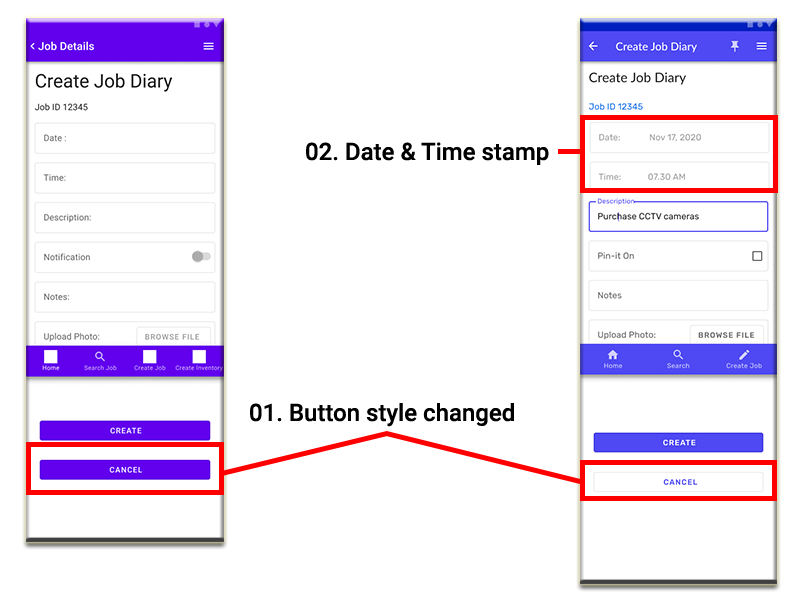 Job Details
Create Job Diary
Job ID 12345
Date :
Time:
Description:
Notification
Notes:
Upload Photo: BROWSE FILE
Home Search Job Create Job Create Inventory
CREATE
CANCEL
02. Date & Time stamp
01. Button style changed
Create Job Diary
Create Job Diary
Job ID 12345
Date: Nov 17, 2020
Time: 07.30 AM
Description
Purchase CCTV cameras
Pin-it On
Notes
Upload Photo: BROWSE FILE
Home Search Create Job
CREATE
CANCEL